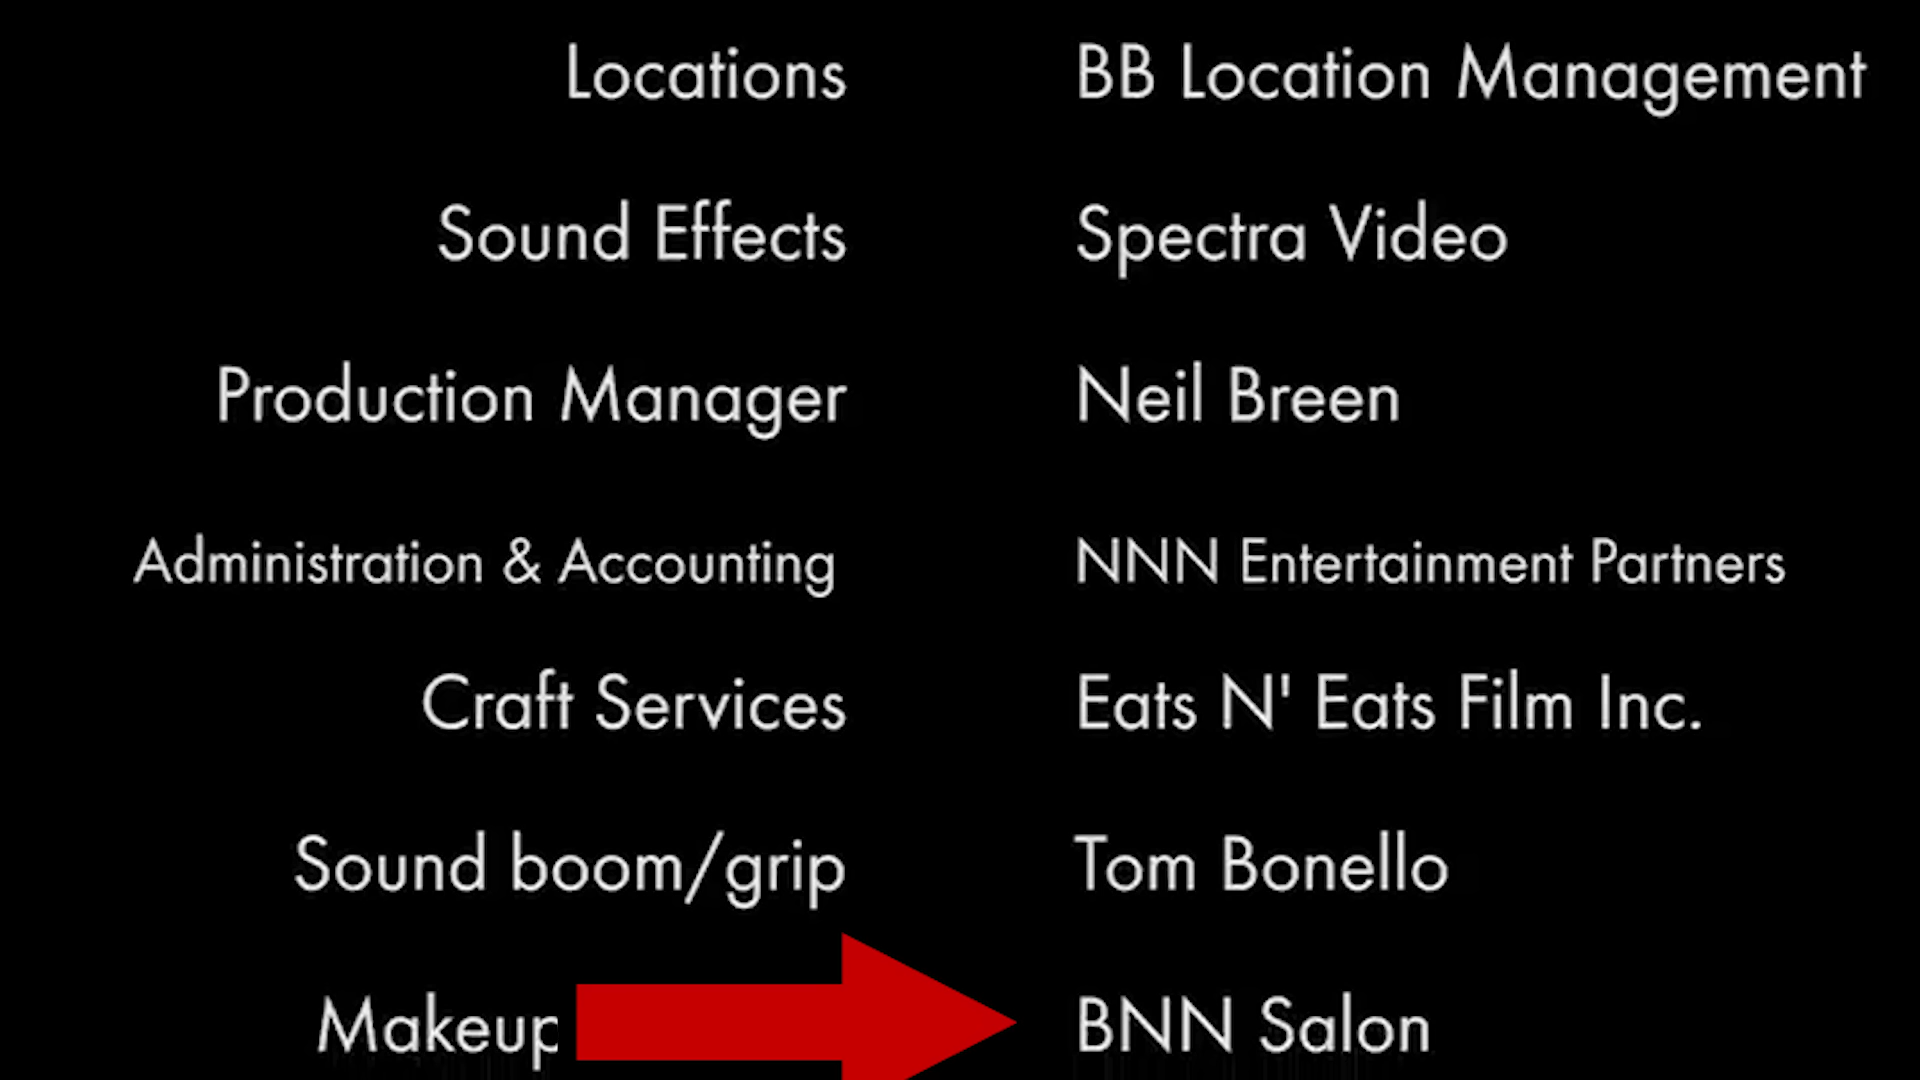 Locations BB Location Management
Sound Effects Spectra Video
Production Manager Neil Breen
Administration & Accounting NNN Entertainment Partners
Craft Services Eats N' Eats Film Inc.
Sound boom/grip Tom Bonello
Makeup BNN Salon